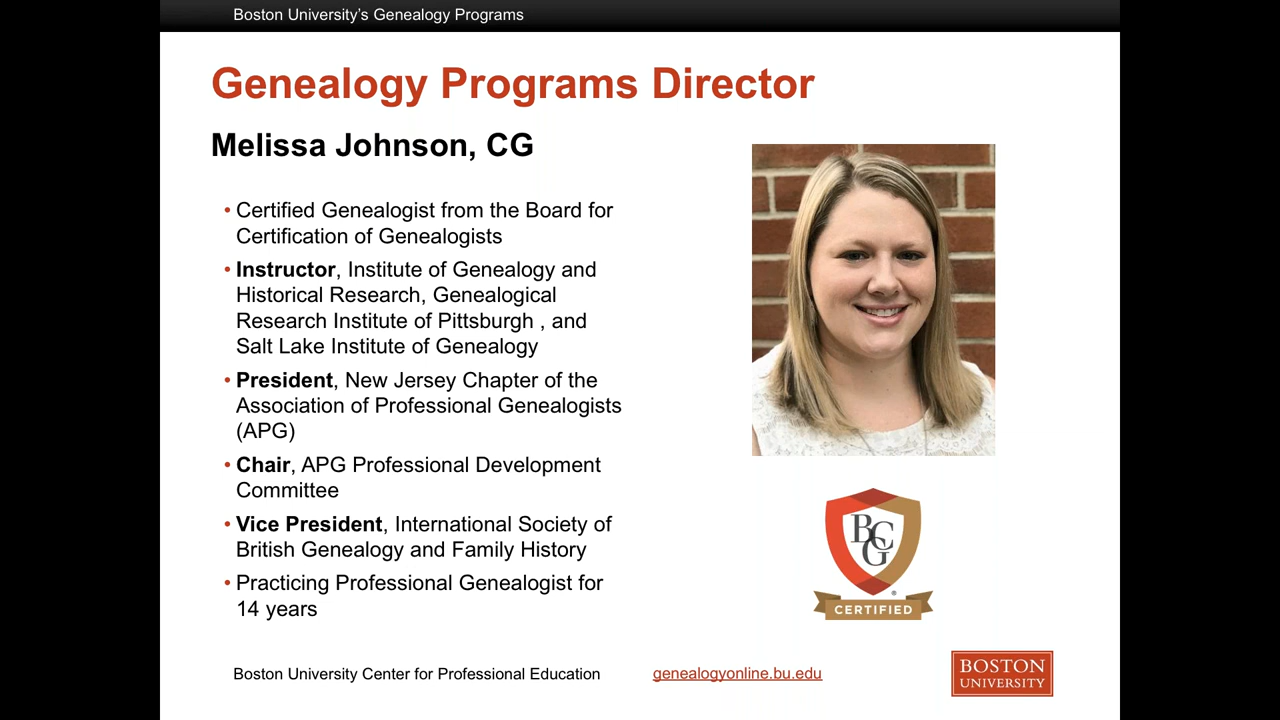 Boston University’s Genealogy Programs
Genealogy Programs Director
Melissa Johnson, CG
• Certified Genealogist from the Board for
Certification of Genealogists
• Instructor, Institute of Genealogy and
Historical Research, Genealogical
Research Institute of Pittsburgh , and
Salt Lake Institute of Genealogy
• President, New Jersey Chapter of the
Association of Professional Genealogists
(APG)
• Chair, APG Professional Development
Committee
• Vice President, International Society of
British Genealogy and Family History
• Practicing Professional Genealogist for
14 years
BCG
®
CERTIFIED
Boston University Center for Professional Education
genealogyonline.bu.edu
BOSTON
UNIVERSITY